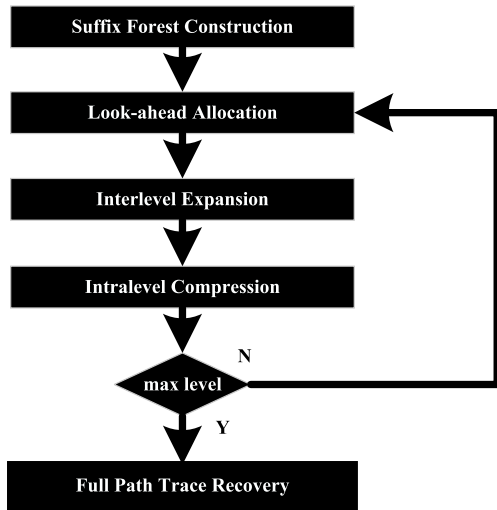 Suffix Forest Construction
Look-ahead Allocation
Interlevel Expansion
Intralevel Compression
N
max level
Y
Full Path Trace Recovery